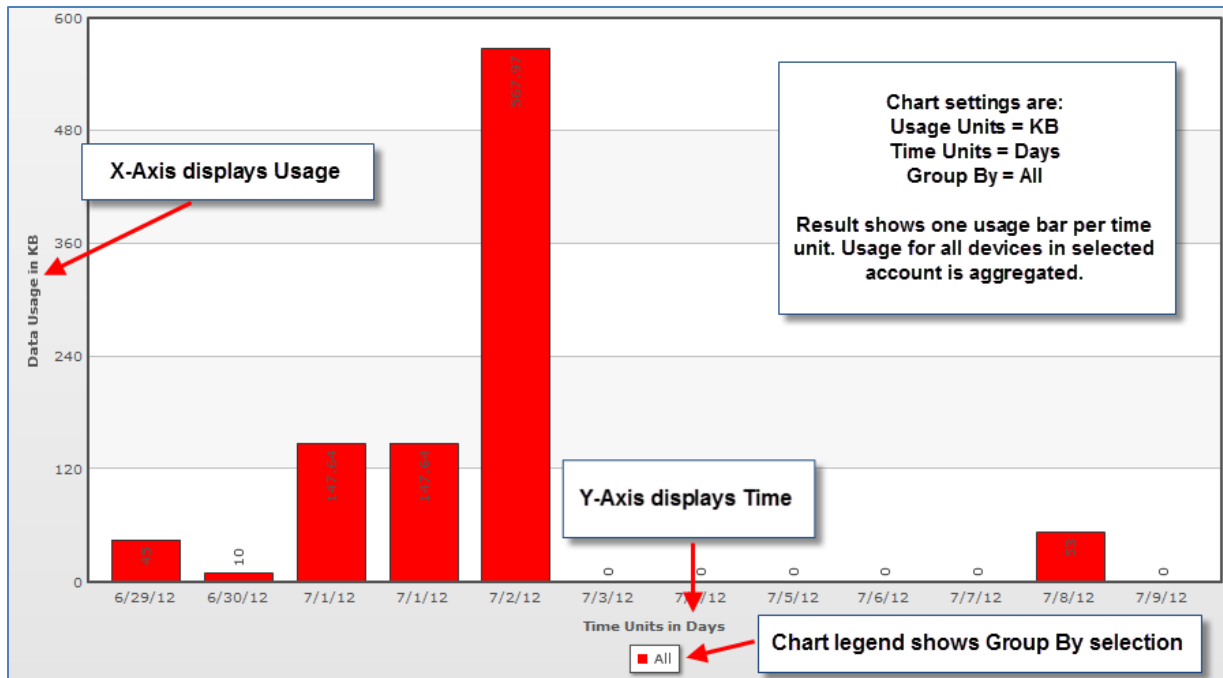 600
480
360
240
120
0
Data Usage in KB
X-Axis displays Usage
Chart settings are:
Usage Units = KB
Time Units = Days
Group By = All
Result shows one usage bar per time
unit. Usage for all devices in selected
account is aggregated.
45
10
147.64
147.64
567.97
0
0
0
0
0
53
0
Y-Axis displays Time
6/29/12
6/30/12
7/1/12
7/1/12
7/2/12
7/3/12
7/5/12
7/6/12
7/7/12
7/8/12
7/9/12
Time Units in Days
All
Chart legend shows Group By selection